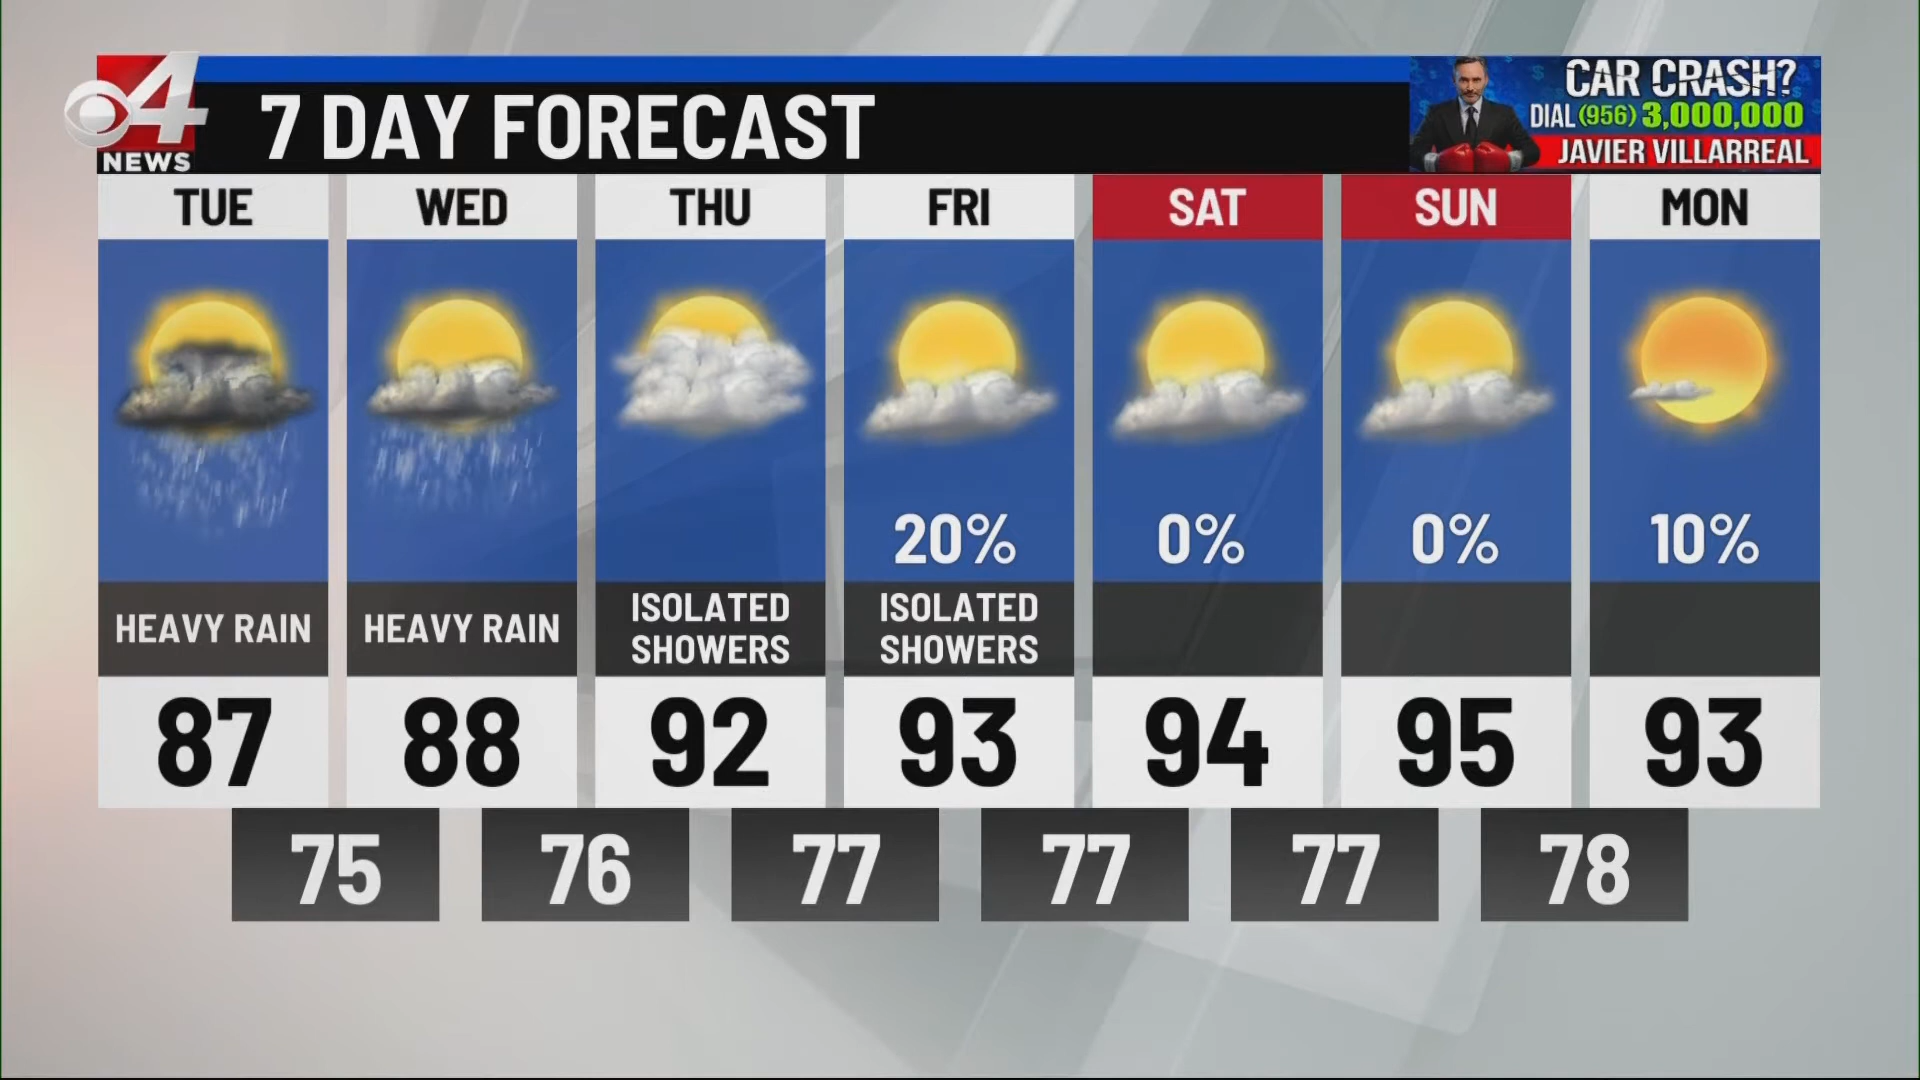 4
NEWS
7 DAY FORECAST
CAR CRASH?
DIAL (956) 3,000,000
JAVIER VILLARREAL
TUE
WED
THU
FRI
SAT
SUN
MON
20%
0%
0%
10%
HEAVY RAIN
HEAVY RAIN
ISOLATED
SHOWERS
ISOLATED
SHOWERS
87
88
92
93
94
95
93
75
76
77
77
77
78